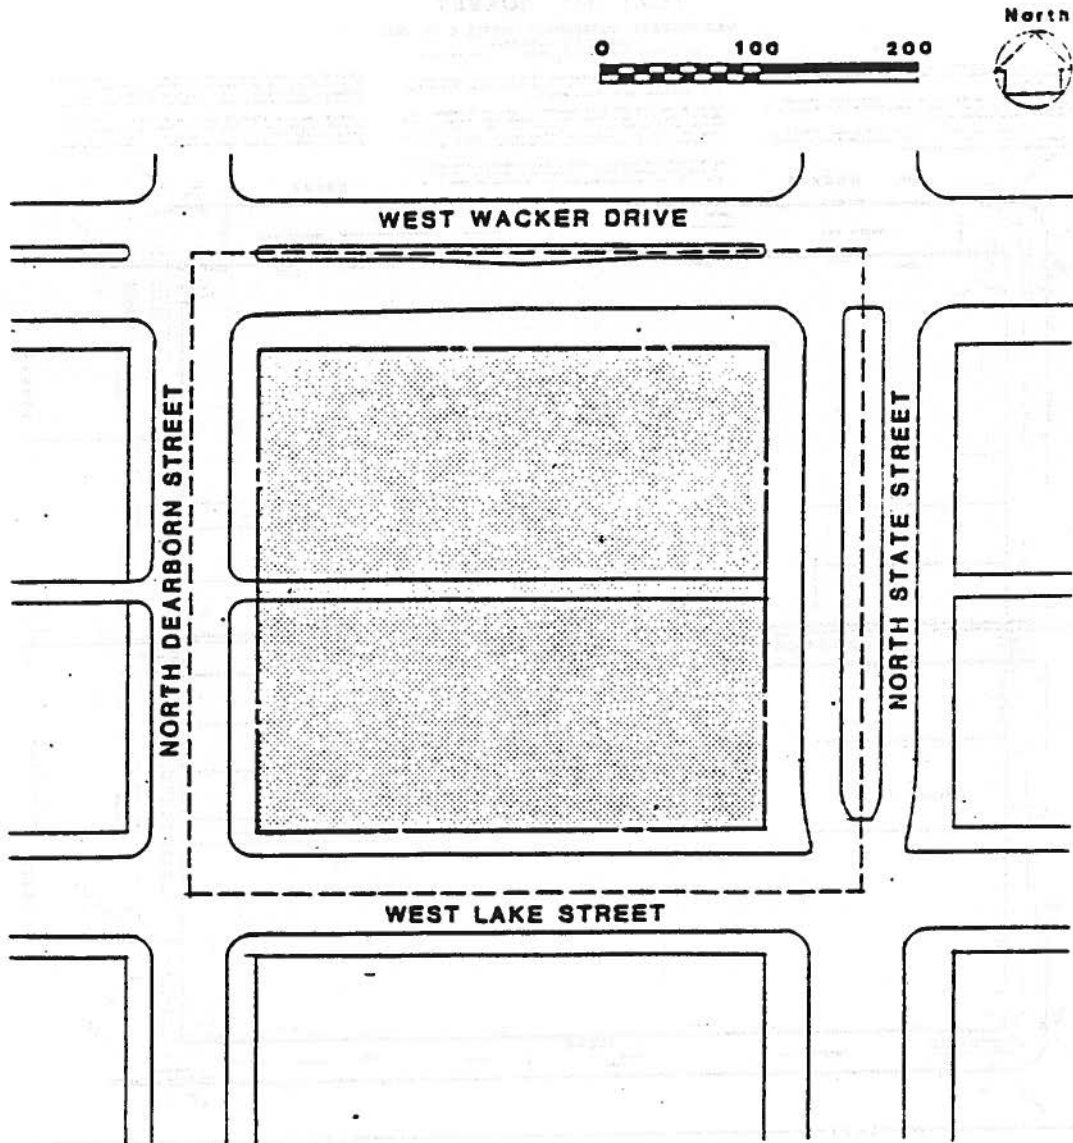 North
0 100 200
WEST WACKER DRIVE
NORTH DEARBORN STREET
NORTH STATE STREET
WEST LAKE STREET